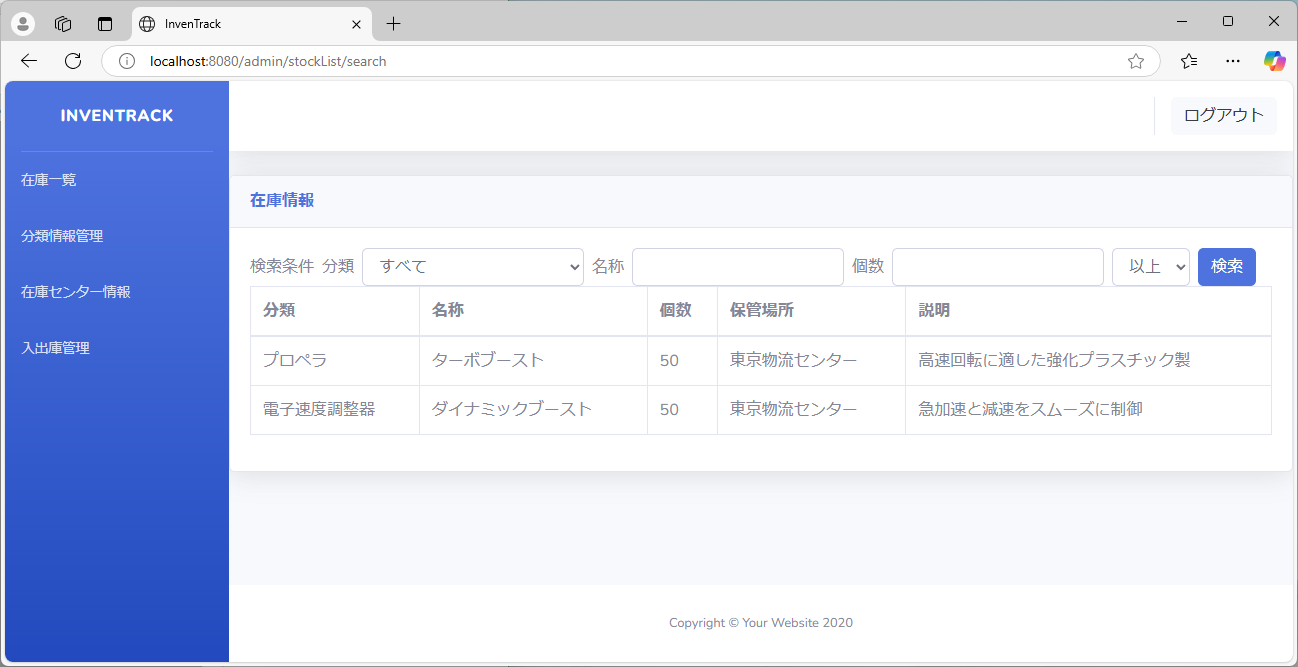 InvenTrack
localhost:8080/admin/stockList/search
INVENTRACK
ログアウト
在庫一覧
分類情報管理
在庫センター情報
入出庫管理
在庫情報
検索条件 分類 すべて 名称 個数 以上 検索
分類 名称 個数 保管場所 説明
プロペラ ターボブースト 50 東京物流センター 高速回転に適した強化プラスチック製
電子速度調整器 ダイナミックブースト 50 東京物流センター 急加速と減速をスムーズに制御
Copyright © Your Website 2020